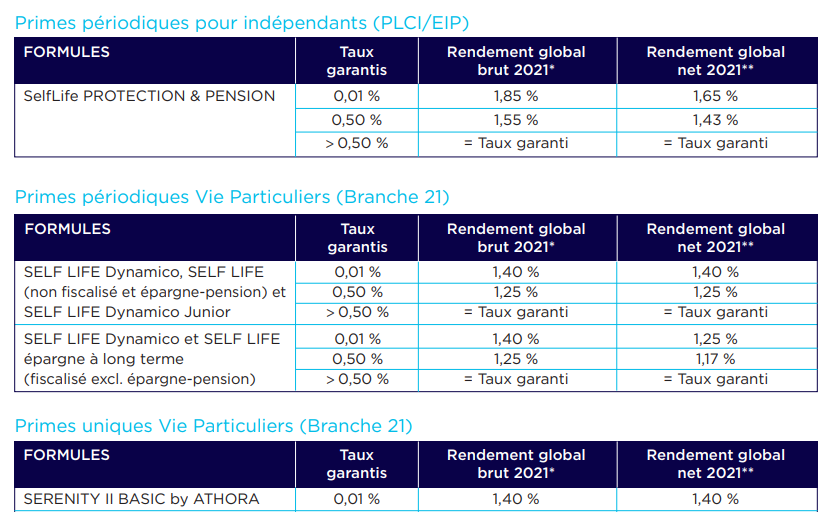 Primes périodiques pour indépendants (PLCI/EIP)
FORMULES Taux garantis Rendement global brut 2021* Rendement global net 2021**
SelfLife PROTECTION & PENSION 0,01 % 1,85 % 1,65 %
0,50 % 1,55 % 1,43 %
> 0,50 % = Taux garanti = Taux garanti
Primes périodiques Vie Particuliers (Branche 21)
FORMULES Taux garantis Rendement global brut 2021* Rendement global net 2021**
SELF LIFE Dynamico, SELF LIFE 0,01 % 1,40 % 1,40 %
(non fiscalisé et épargne-pension) et 0,50 % 1,25 % 1,25 %
SELF LIFE Dynamico Junior > 0,50 % = Taux garanti = Taux garanti
SELF LIFE Dynamico et SELF LIFE 0,01 % 1,40 % 1,25 %
épargne à long terme 0,50 % 1,25 % 1,17 %
(fiscalisé excl. épargne-pension) > 0,50 % = Taux garanti = Taux garanti
Primes uniques Vie Particuliers (Branche 21)
FORMULES Taux garantis Rendement global brut 2021* Rendement global net 2021**
SERENITY II BASIC by ATHORA 0,01 % 1,40 % 1,40 %